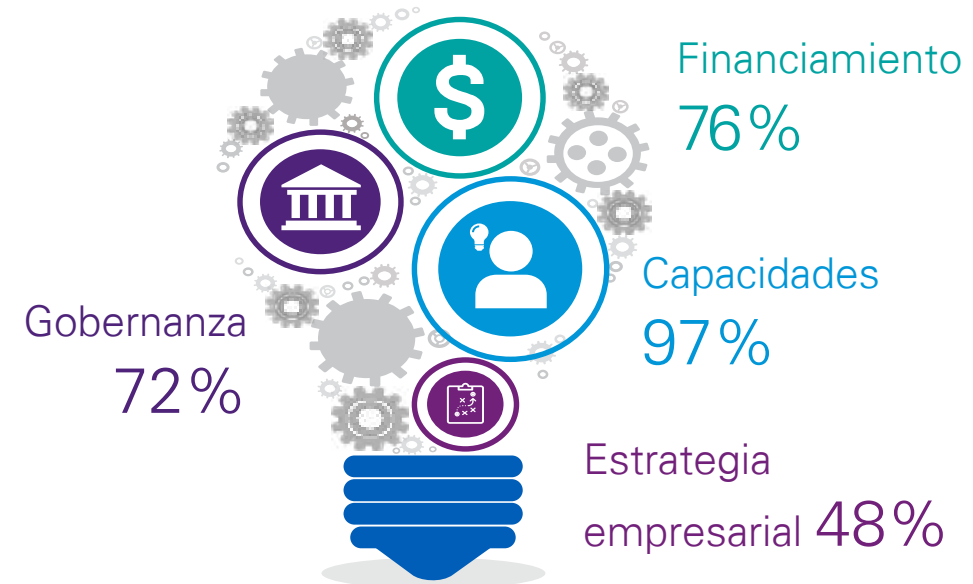 Financiamiento
76%
Capacidades
97%
Gobernanza
72%
Estrategia
empresarial 48%